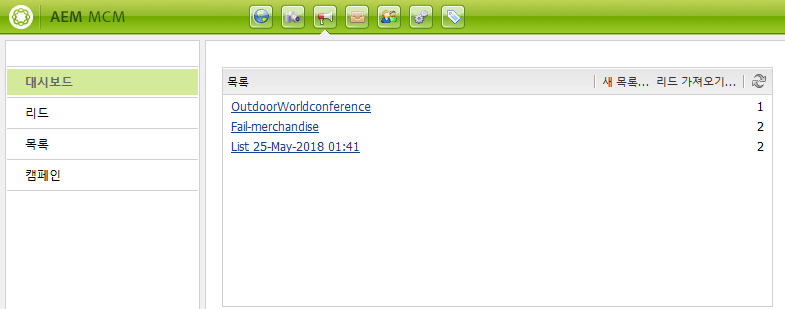 AEM MCM
대시보드
리드
목록
캠페인
목록 새 목록... 리드 가져오기...
OutdoorWorldconference 1
Fail-merchandise 2
List 25-May-2018 01:41 2